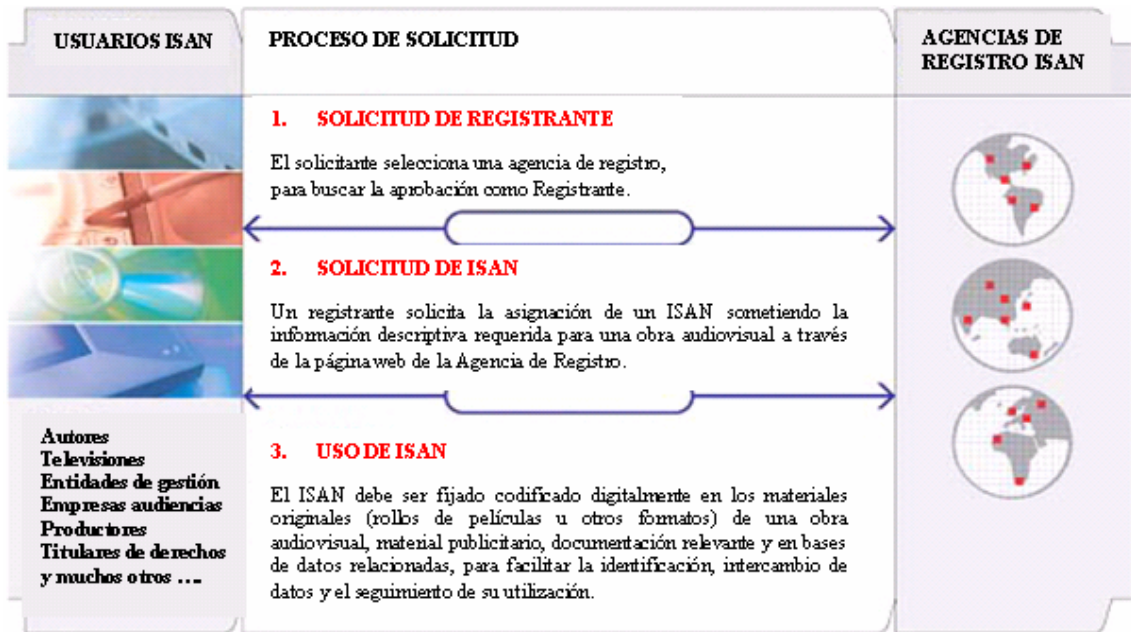 USUARIOS ISAN
PROCESO DE SOLICITUD
AGENCIAS DE
REGISTRO ISAN
1. SOLICITUD DE REGISTRANTE
El solicitante selecciona una agencia de registro,
para buscar la aprobación como Registrante.
2. SOLICITUD DE ISAN
Un registrante solicita la asignación de un ISAN sometiendo la
información descriptiva requerida para una obra audiovisual a través
de la página web de la Agencia de Registro.
3. USO DE ISAN
El ISAN debe ser fijado codificado digitalmente en los materiales
originales (rollos de películas u otros formatos) de una obra
audiovisual, material publicitario, documentación relevante y en bases
de datos relacionadas, para facilitar la identificación, intercambio de
datos y el seguimiento de su utilización.
Autores
Televisiones
Entidades de gestión
Empresas audiencias
Productores
Titulares de derechos
y muchos otros ....